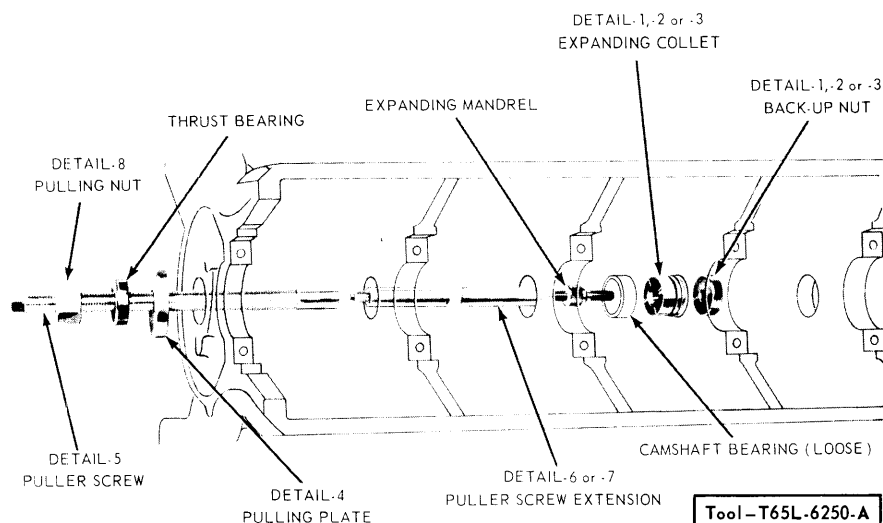 DETAIL-1,-2 or -3
EXPANDING COLLET
DETAIL-1,-2 or -3
BACK-UP NUT
EXPANDING MANDREL
THRUST BEARING
DETAIL-8
PULLING NUT
CAMSHAFT BEARING (LOOSE)
DETAIL-5
PULLER SCREW
DETAIL-6 or -7
PULLER SCREW EXTENSION
DETAIL-4
PULLING PLATE
Tool-T65L-6250-A